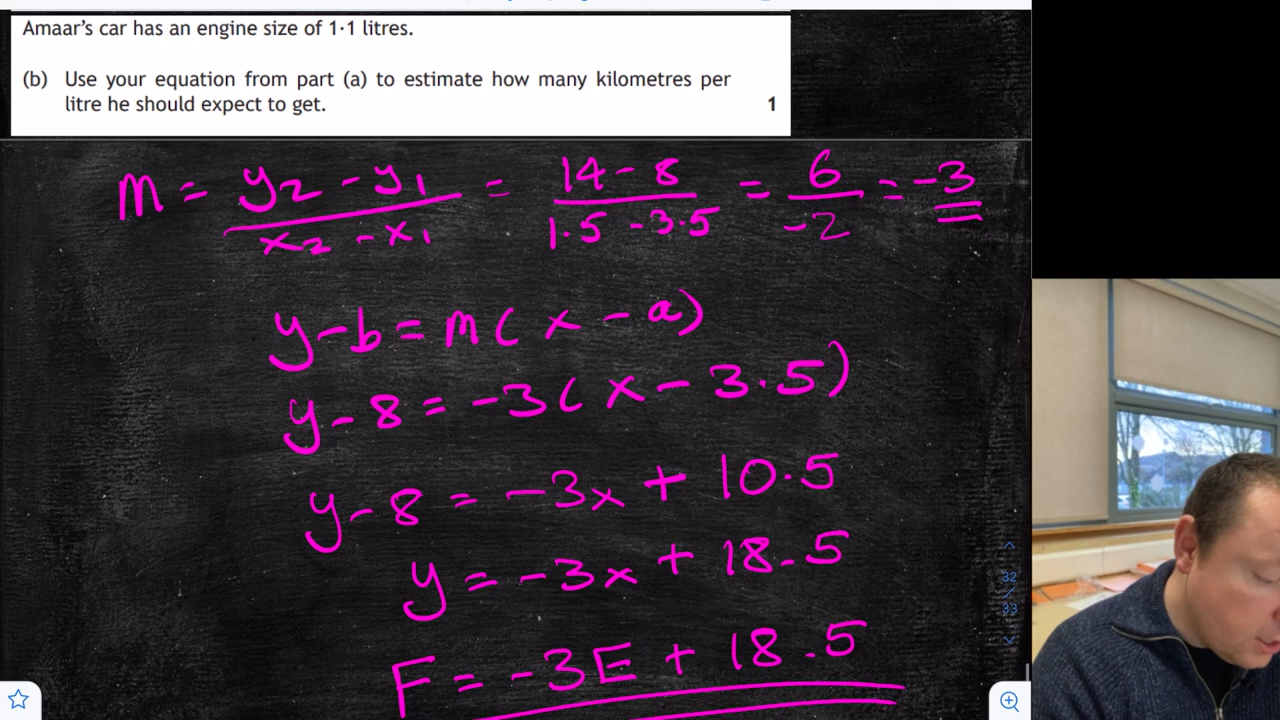 Amaar's car has an engine size of 1·1 litres.
(b) Use your equation from part (a) to estimate how many kilometres per
litre he should expect to get.
1
m = y2 - y1 / x2 - x1 = 14 - 8 / 1.5 - 3.5 = 6 / -2 = -3
y - b = m ( x - a)
y - 8 = -3 ( x - 3.5)
y - 8 = -3x + 10.5
y = -3x + 18.5
F = -3E + 18.5
32
/
33